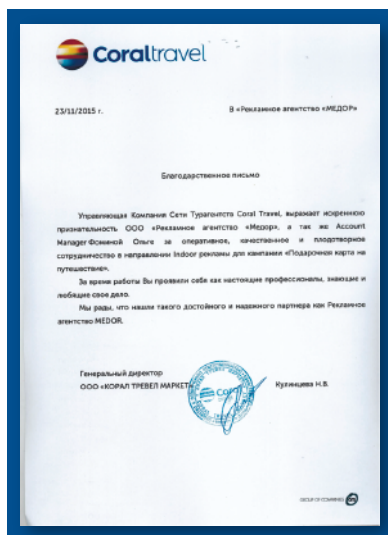 Coraltravel
23/11/2015 г.
В «Рекламное агентство «МЕДОР»
Благодарственное письмо
Управляющая Компания Сети Турагентств Coral Travel, выражает искреннюю
признательность ООО «Рекламное агентство «Медор», а так же Account
Manager Фоминой Ольге за оперативное, качественное и плодотворное
сотрудничество в направлении Indoor рекламы для кампании «Подарочная карта на
путешествие».
За время работы Вы проявили себя как настоящие профессионалы, знающие и
любящие свое дело.
Мы рады, что нашли такого достойного и надежного партнера как Рекламное
агентство MEDOR.
Генеральный директор
ООО «КОРАЛ ТРЕВЕЛ МАРКЕТ»
Кулинцева Н.В.
GROUP OF COMPANIES